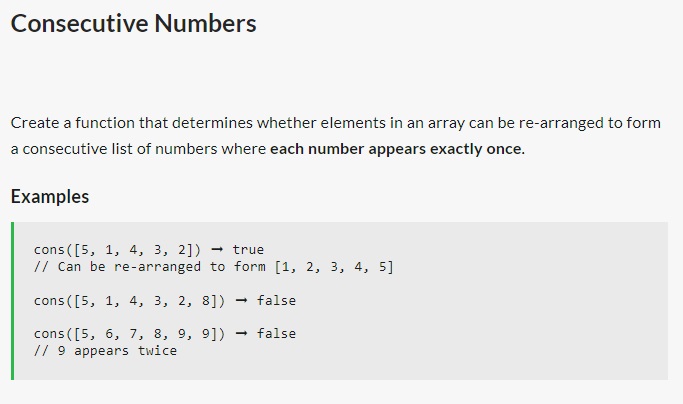 Consecutive Numbers
Create a function that determines whether elements in an array can be re-arranged to form
a consecutive list of numbers where each number appears exactly once.
Examples
cons([5, 1, 4, 3, 2]) ➞ true
// Can be re-arranged to form [1, 2, 3, 4, 5]
cons([5, 1, 4, 3, 2, 8]) ➞ false
cons([5, 6, 7, 8, 9, 9]) ➞ false
// 9 appears twice